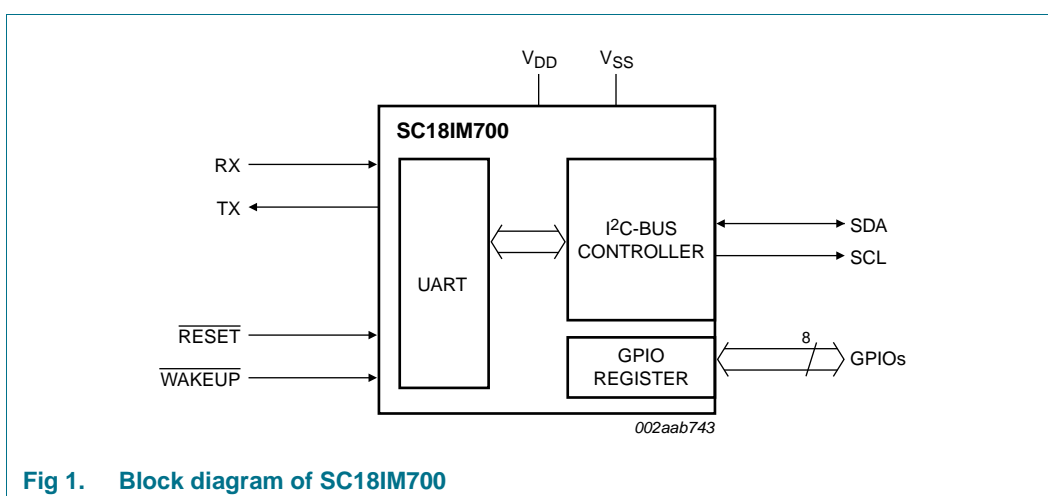 VDD VSS
SC18IM700
RX
TX
UART
I2C-BUS
CONTROLLER
SDA
SCL
RESET
WAKEUP
GPIO
REGISTER
8
GPIOs
002aab743
Fig 1. Block diagram of SC18IM700